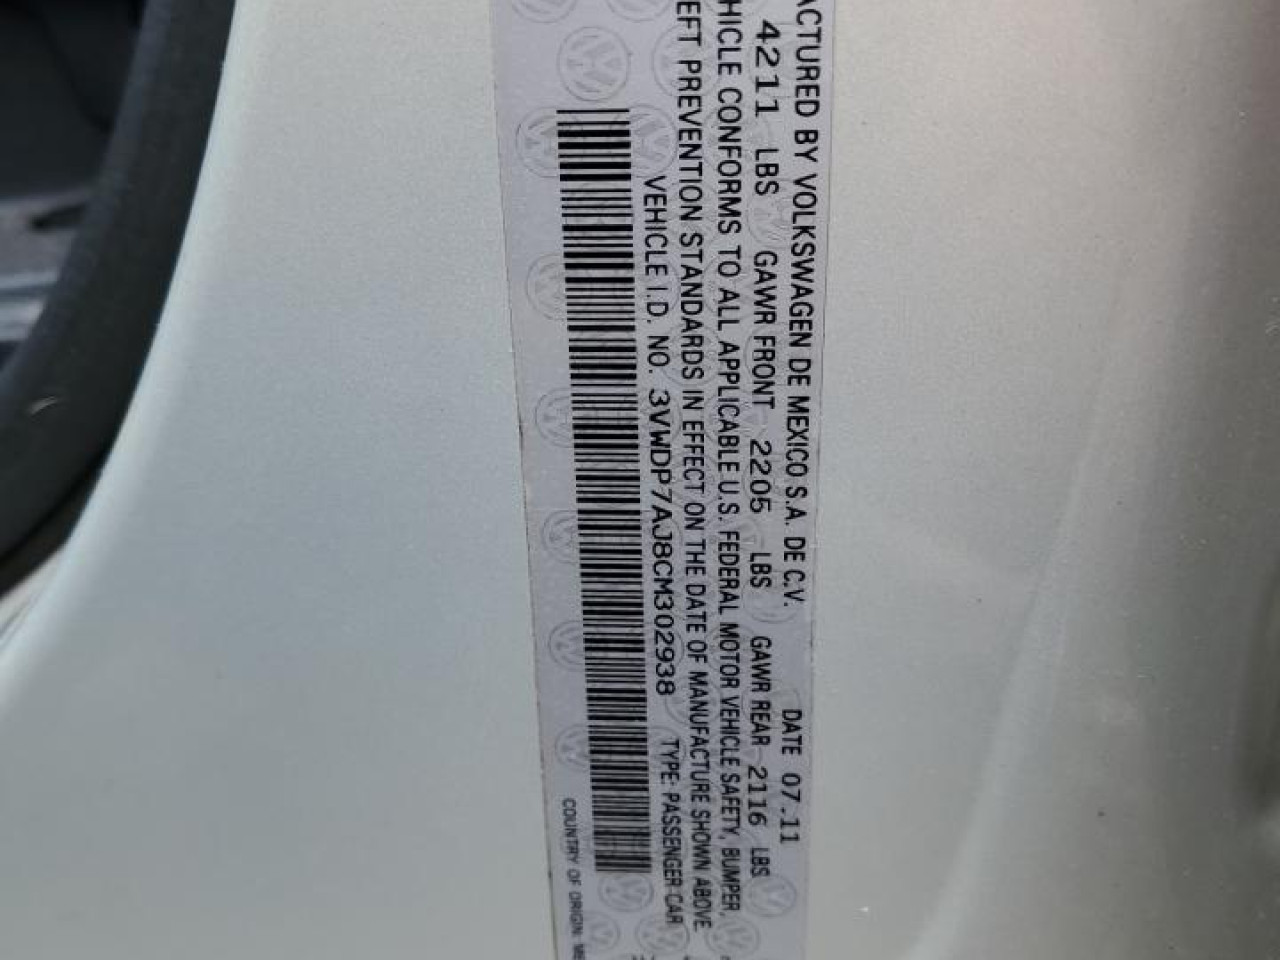 ACTURED BY VOLKSWAGEN DE MEXICO S.A. DE C.V. DATE 07.11
4211 LBS GAWR FRONT 2205 LBS GAWR REAR 2116 LBS
HICLE CONFORMS TO ALL APPLICABLE U.S. FEDERAL MOTOR VEHICLE SAFETY, BUMPER,
EFT PREVENTION STANDARDS IN EFFECT ON THE DATE OF MANUFACTURE SHOWN ABOVE
VEHICLE I.D. NO. 3VWDP7AJ8CM302938 TYPE: PASSENGER CAR
COUNTRY OF ORIGIN: ME